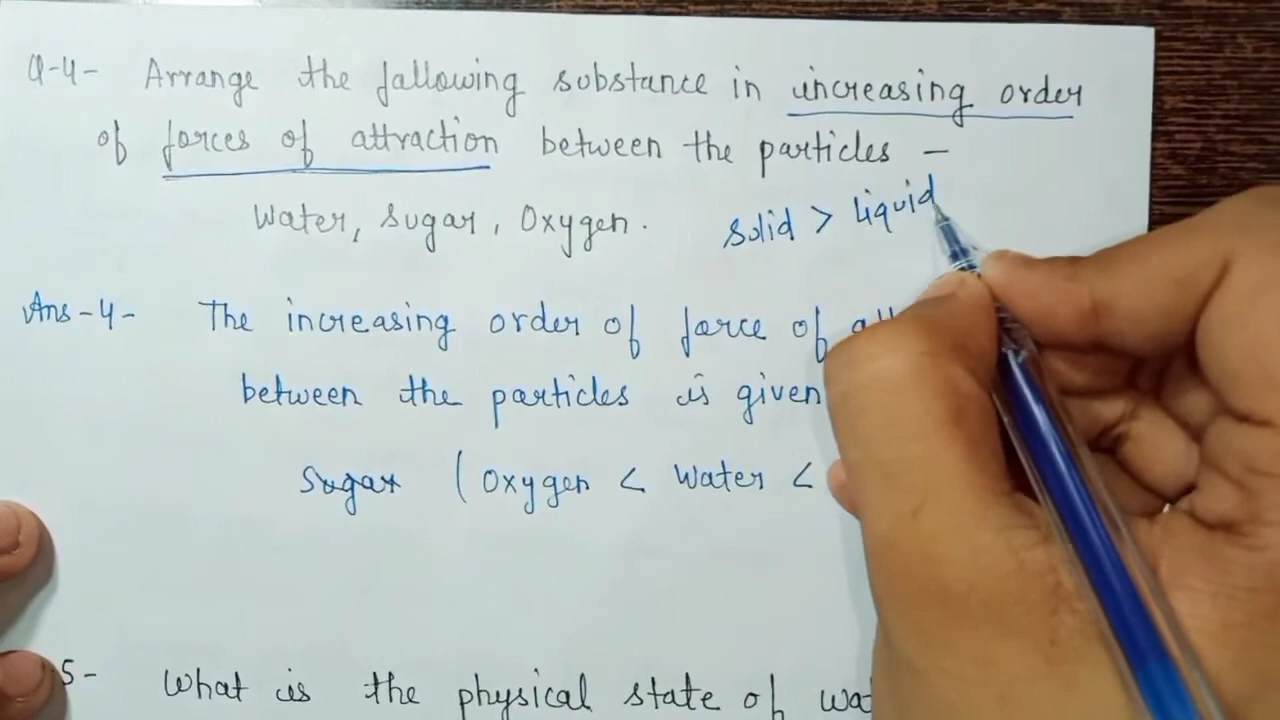 Q-4- Arrange the fallowing substance in increasing order
of forces of attraction between the particles -
Water, Sugar, Oxygen. Solid > Liquid
Ans-4- The increasing order of force of
between the particles is given
Sugar ( Oxygen < Water <
5- What is the physical state of